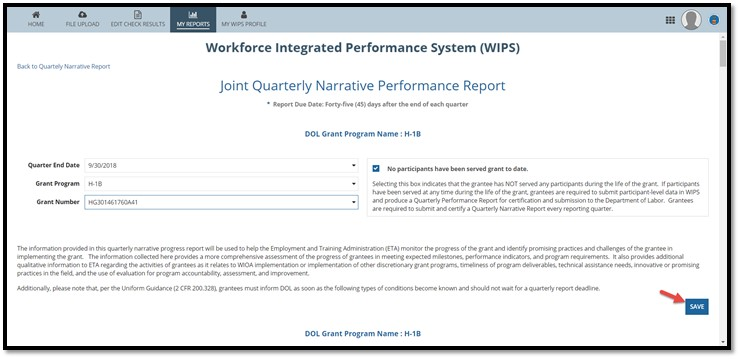 HOME
FILE UPLOAD
EDIT CHECK RESULTS
MY REPORTS
MY WIPS PROFILE
Workforce Integrated Performance System (WIPS)
Back to Quartely Narrative Report
Joint Quarterly Narrative Performance Report
* Report Due Date: Forty-five (45) days after the end of each quarter
DOL Grant Program Name : H-1B
Quarter End Date 9/30/2018
Grant Program H-1B
Grant Number HG301461760A41
No participants have been served grant to date.
Selecting this box indicates that the grantee has NOT served any participants during the life of the grant. If participants
have been served at any time during the life of the grant, grantees are required to submit participant-level data in WIPS
and produce a Quarterly Performance Report for certification and submission to the Department of Labor. Grantees
are required to submit and certify a Quarterly Narrative Report every reporting quarter.
The information provided in this quarterly narrative progress report will be used to help the Employment and Training Administration (ETA) monitor the progress of the grant and identify promising practices and challenges of the grantee in
implementing the grant. The information collected here provides a more comprehensive assessment of the progress of grantees in meeting expected milestones, performance indicators, and program requirements. It also provides additional
qualitative information to ETA regarding the activities of grantees as it relates to WIOA implementation or implementation of other discretionary grant programs, timeliness of program deliverables, technical assistance needs, innovative or promising
practices in the field, and the use of evaluation for program accountability, assessment, and improvement.
Additionally, please note that, per the Uniform Guidance (2 CFR 200.328), grantees must inform DOL as soon as the following types of conditions become known and should not wait for a quarterly report deadline.
SAVE
DOL Grant Program Name : H-1B